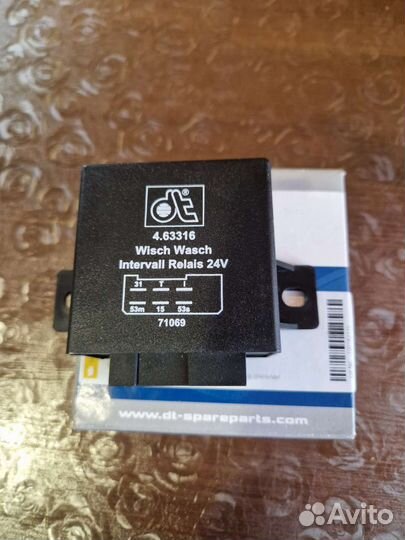 dt®
4.63316
Wisch Wasch
Intervall Relais 24V
31 T I
53m 15 53s
71069
www.dt-spareparts.com
Avito